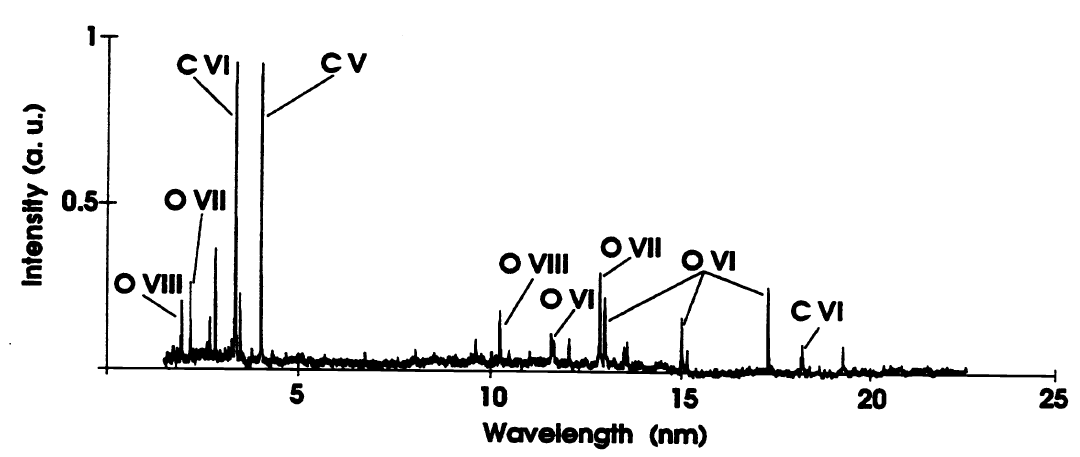 1
C VI
C V
O VII
0.5
O VII
O VI
O VIII
O VIII
O VI
C VI
5
10
15
20
25
Wavelength (nm)
Intensity (a. u.)